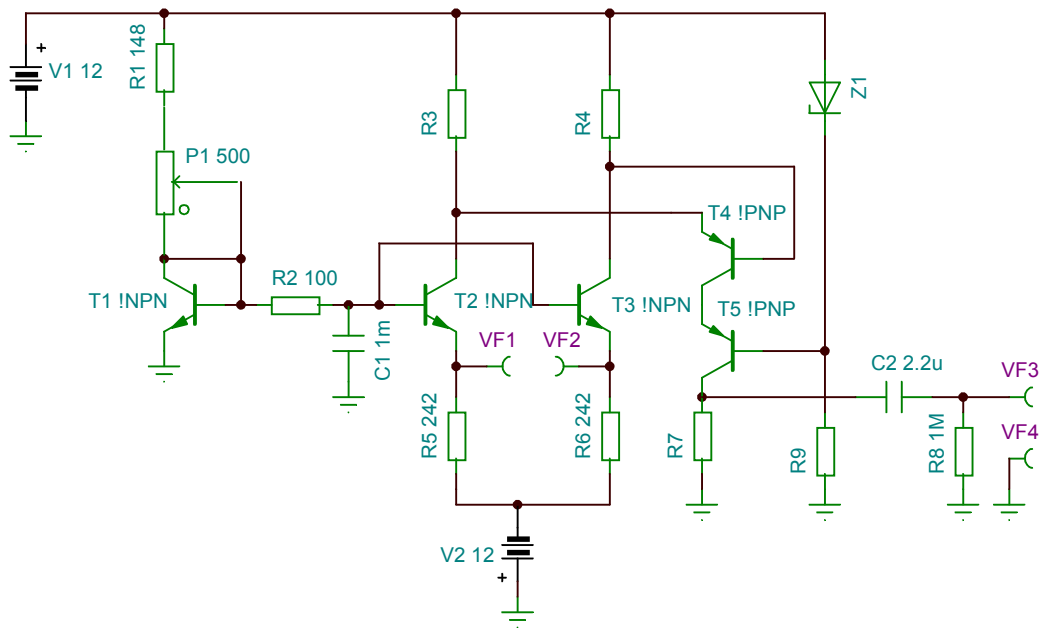 +
V1 12
R1 148
P1 500
T1 !NPN
R2 100
C1 1m
R3
R4
T2 !NPN
T3 !NPN
VF1
VF2
R5 242
R6 242
V2 12
+
T4 !PNP
T5 !PNP
Z1
R7
R9
C2 2.2u
R8 1M
VF3
VF4